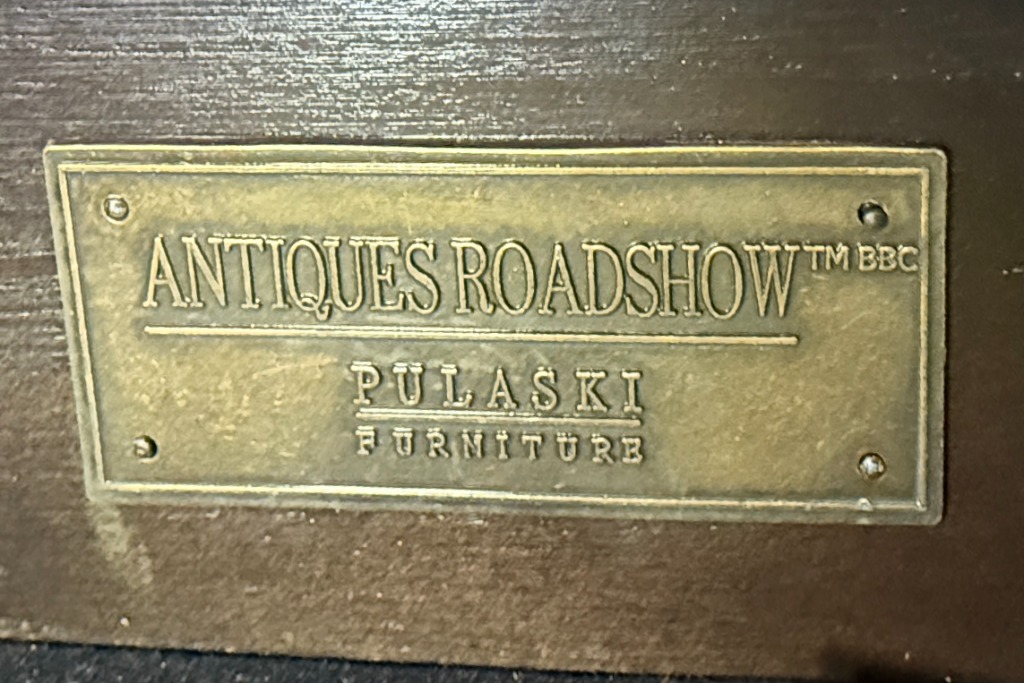 ANTIQUES ROADSHOW™ BBC
PULASKI
FURNITURE